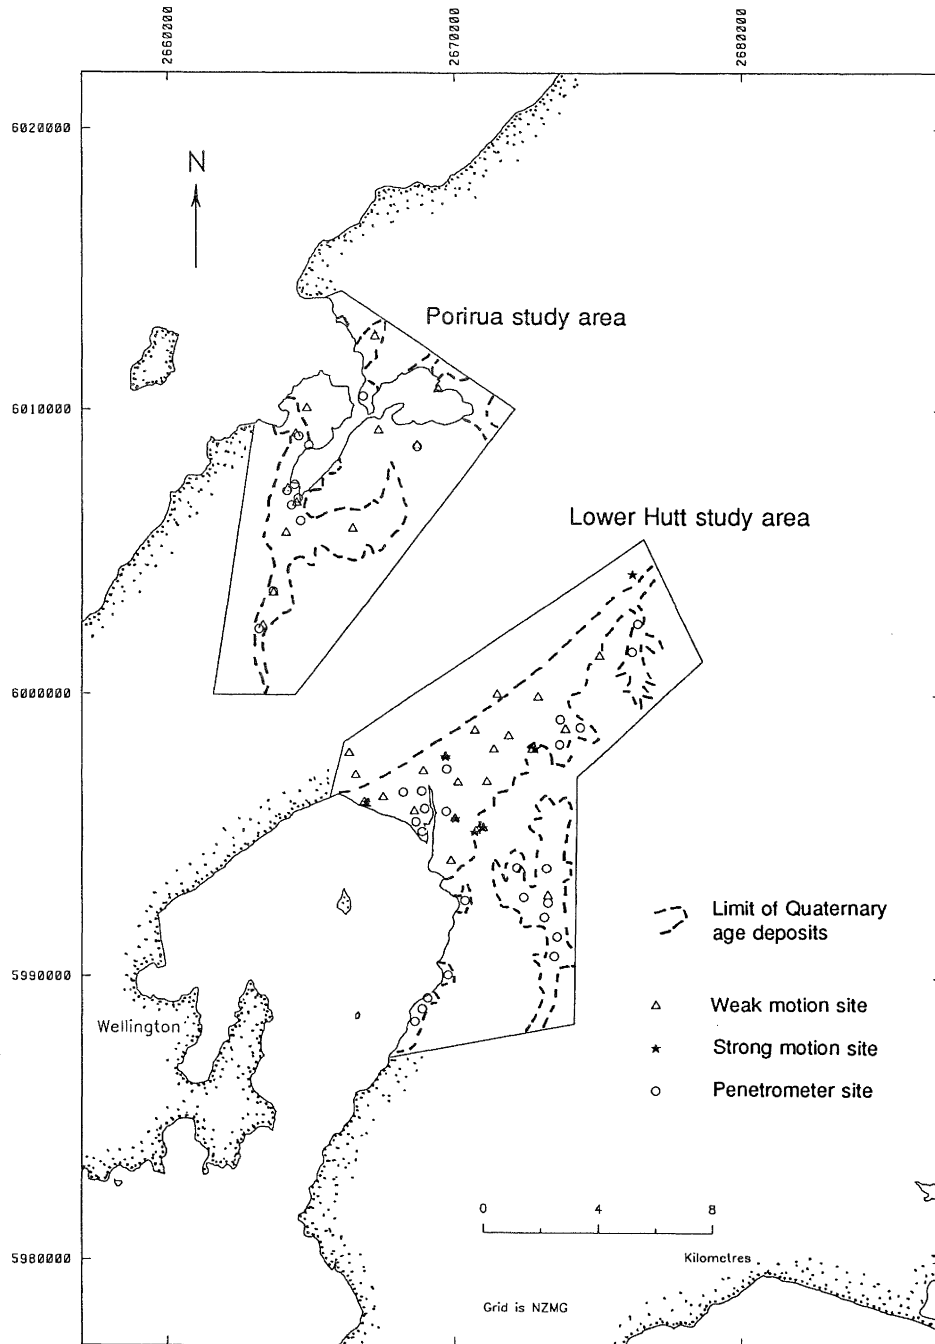 2660000
2670000
2680000
6020000
N
Porirua study area
6010000
Lower Hutt study area
6000000
Limit of Quaternary
age deposits
5990000
Weak motion site
Wellington
Strong motion site
Penetrometer site
0 4 8
5980000
Kilometres
Grid is NZMG